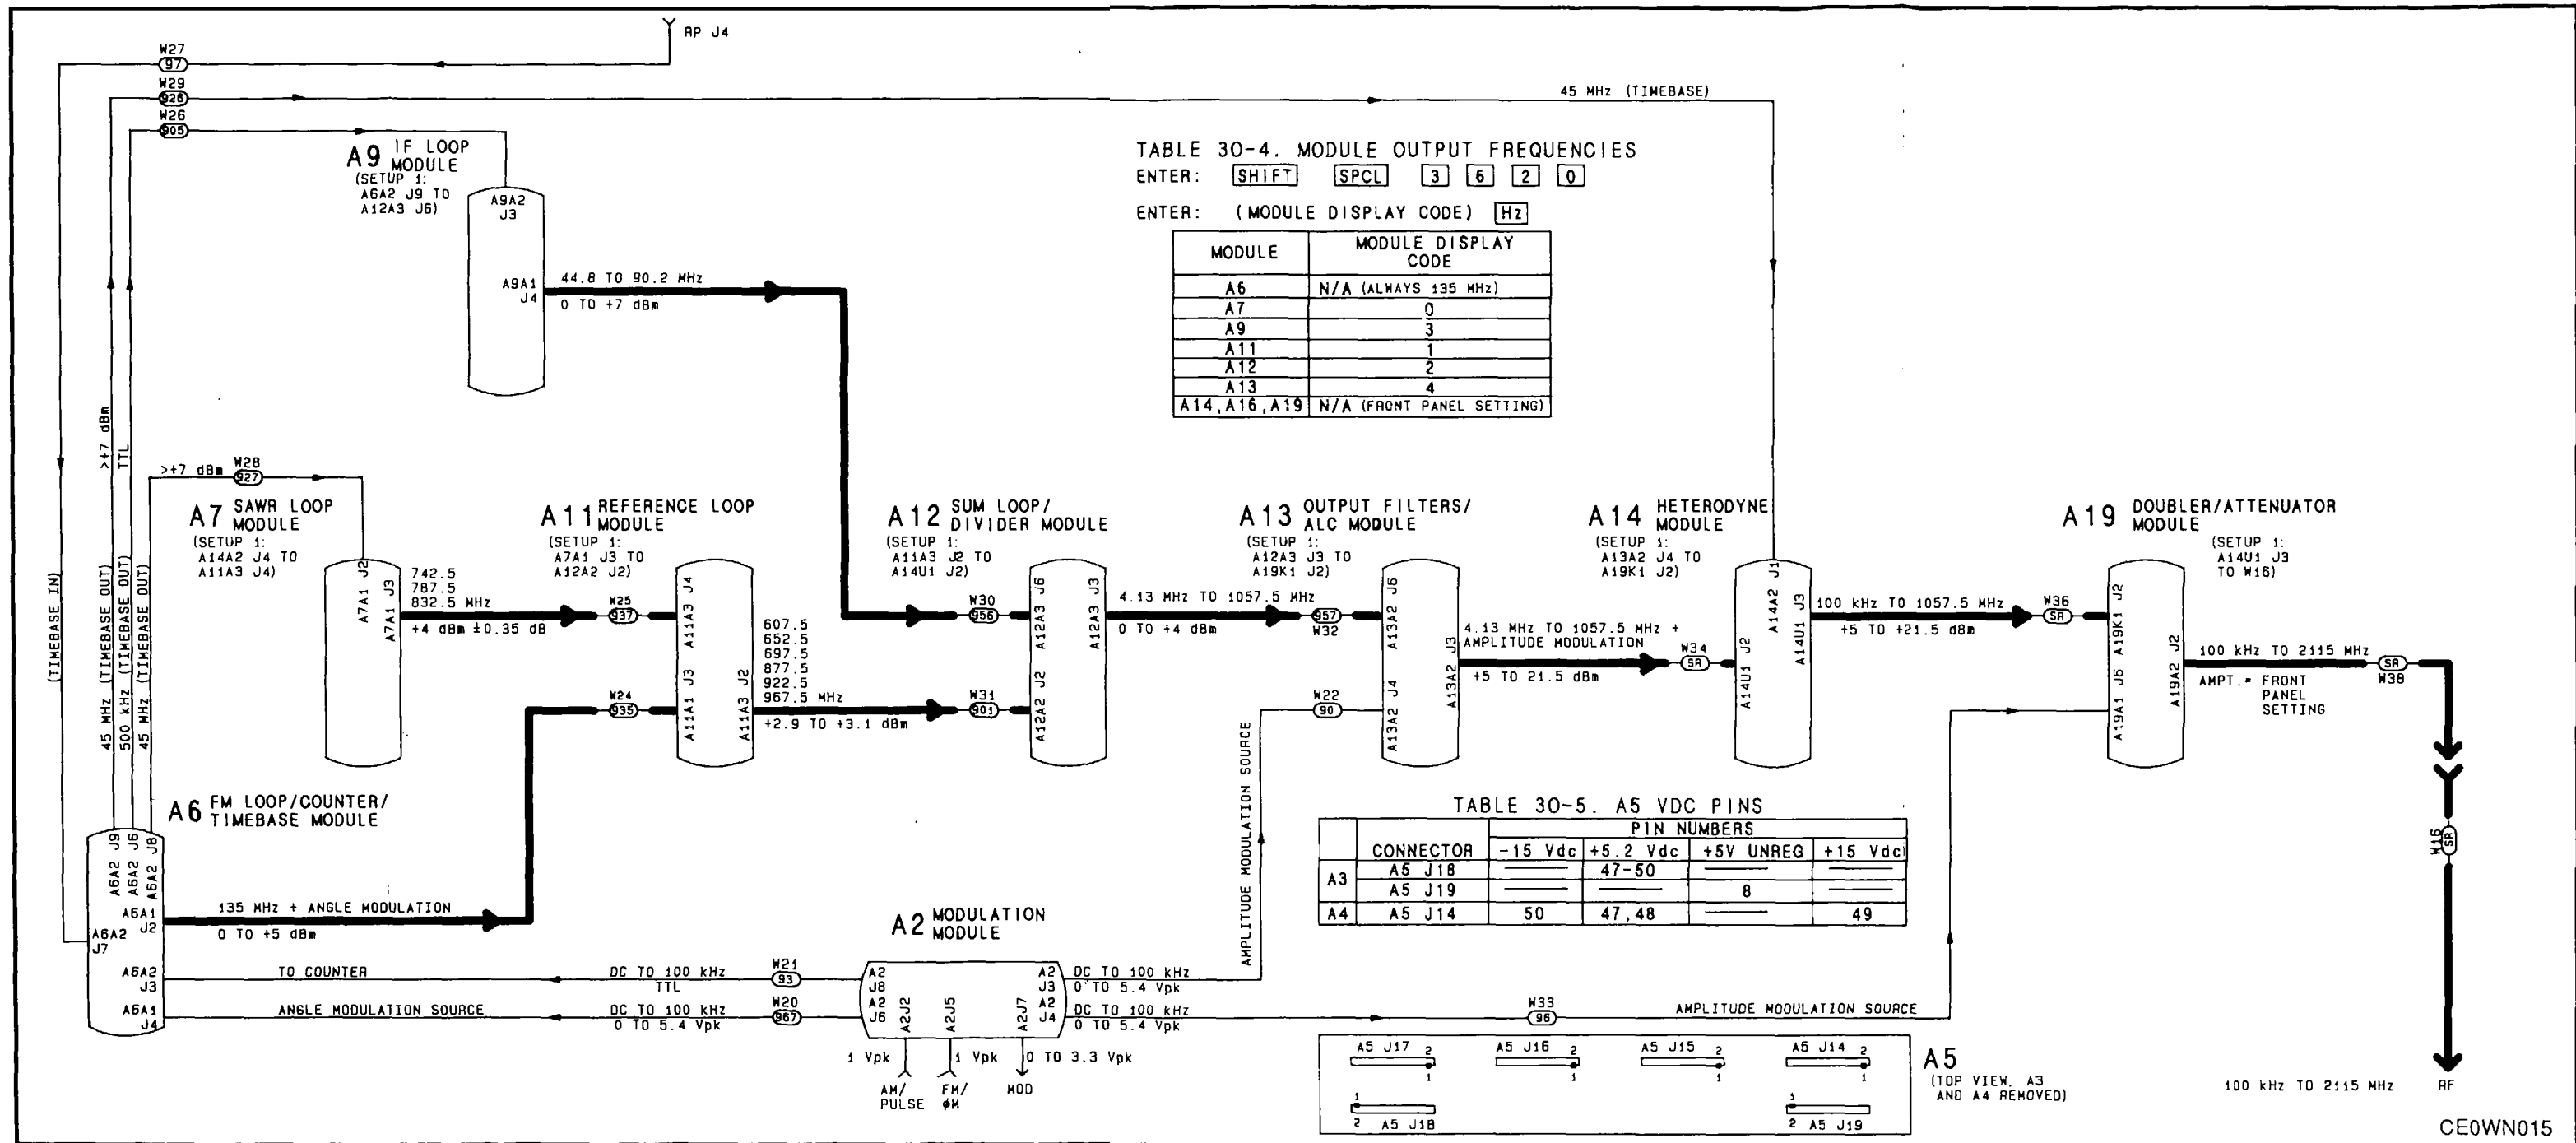 RP J4
W27
97
W29
928
W26
905
45 MHz (TIMEBASE)
A9 IF LOOP
MODULE
(SETUP 1:
A6A2 J9 TO
A12A3 J6)
A9A2
J3
A9A1
J4
44.8 TO 90.2 MHz
0 TO +7 dBm
TABLE 30-4. MODULE OUTPUT FREQUENCIES
ENTER: SHIFT SPCL 3 6 2 0
ENTER: (MODULE DISPLAY CODE) Hz
MODULE MODULE DISPLAY
CODE
A6 N/A (ALWAYS 135 MHz)
A7 0
A9 3
A11 1
A12 2
A13 4
A14,A16,A19 N/A (FRONT PANEL SETTING)
(TIMEBASE IN)
45 MHz (TIMEBASE OUT) >+7 dBm
500 kHz (TIMEBASE OUT) TTL
45 MHz (TIMEBASE OUT)
>+7 dBm
W28
927
A7 SAWR LOOP
MODULE
(SETUP 1:
A14A2 J4 TO
A11A3 J4)
A7A1 J2
A7A1 J3
742.5
787.5
832.5 MHz
+4 dBm ±0.35 dB
W25
937
W24
935
A11 REFERENCE LOOP
MODULE
(SETUP 1:
A7A1 J3 TO
A12A2 J2)
A11A3 J4
A11A1 J3
A11A3 J2
607.5
652.5
697.5
877.5
922.5
967.5 MHz
+2.9 TO +3.1 dBm
W30
956
W31
901
A12 SUM LOOP/
DIVIDER MODULE
(SETUP 1:
A11A3 J2 TO
A14U1 J2)
A12A3 J6
A12A2 J2
A12A3 J3
4.13 MHz TO 1057.5 MHz
0 TO +4 dBm
957
W32
W22
90
A13 OUTPUT FILTERS/
ALC MODULE
(SETUP 1:
A12A3 J3 TO
A19K1 J2)
A13A2 J6
A13A2 J4
A13A2 J3
4.13 MHz TO 1057.5 MHz +
AMPLITUDE MODULATION
+5 TO 21.5 dBm
W34
SR
A14 HETERODYNE
MODULE
(SETUP 1:
A13A2 J4 TO
A19K1 J2)
A14A2 J1
A14U1 J2
A14U1 J3
100 kHz TO 1057.5 MHz
+5 TO +21.5 dBm
W36
SR
A19 DOUBLER/ATTENUATOR
MODULE
(SETUP 1:
A14U1 J3
TO W16)
A19K1 J2
A19A1 J6
A19A2 J2
100 kHz TO 2115 MHz
AMPT.= FRONT
PANEL
SETTING
SR
W38
W16
SR
RF
100 kHz TO 2115 MHz
A6 FM LOOP/COUNTER/
TIMEBASE MODULE
A6A2 J9
A6A2 J6
A6A2 J8
A6A1
J2
A6A2
J7
A6A2
J3
A6A1
J4
135 MHz + ANGLE MODULATION
0 TO +5 dBm
TO COUNTER
DC TO 100 kHz
TTL
W21
93
ANGLE MODULATION SOURCE
DC TO 100 kHz
0 TO 5.4 Vpk
W20
967
A2 MODULATION
MODULE
A2
J8
A2
J6
A2J2
A2J5
A2J7
A2
J3
A2
J4
DC TO 100 kHz
0 TO 5.4 Vpk
DC TO 100 kHz
0 TO 5.4 Vpk
1 Vpk
1 Vpk
0 TO 3.3 Vpk
AM/
PULSE
FM/
ϕM
MOD
AMPLITUDE MODULATION SOURCE
W33
96
AMPLITUDE MODULATION SOURCE
TABLE 30-5. A5 VDC PINS
PIN NUMBERS
CONNECTOR -15 Vdc +5.2 Vdc +5V UNREG +15 Vdc
A3 A5 J18 47-50
A5 J19 8
A4 A5 J14 50 47,48 49
A5 J17 2
1
A5 J16 2
1
A5 J15 2
1
A5 J14 2
1
1
2 A5 J18
1
2 A5 J19
A5
(TOP VIEW, A3
AND A4 REMOVED)
CE0WN015